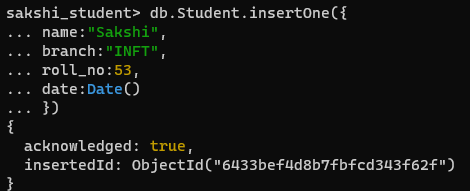 sakshi_student> db.Student.insertOne({
... name:"Sakshi",
... branch:"INFT",
... roll_no:53,
... date:Date()
... })
{
  acknowledged: true,
  insertedId: ObjectId("6433bef4d8b7fbfcd343f62f")
}